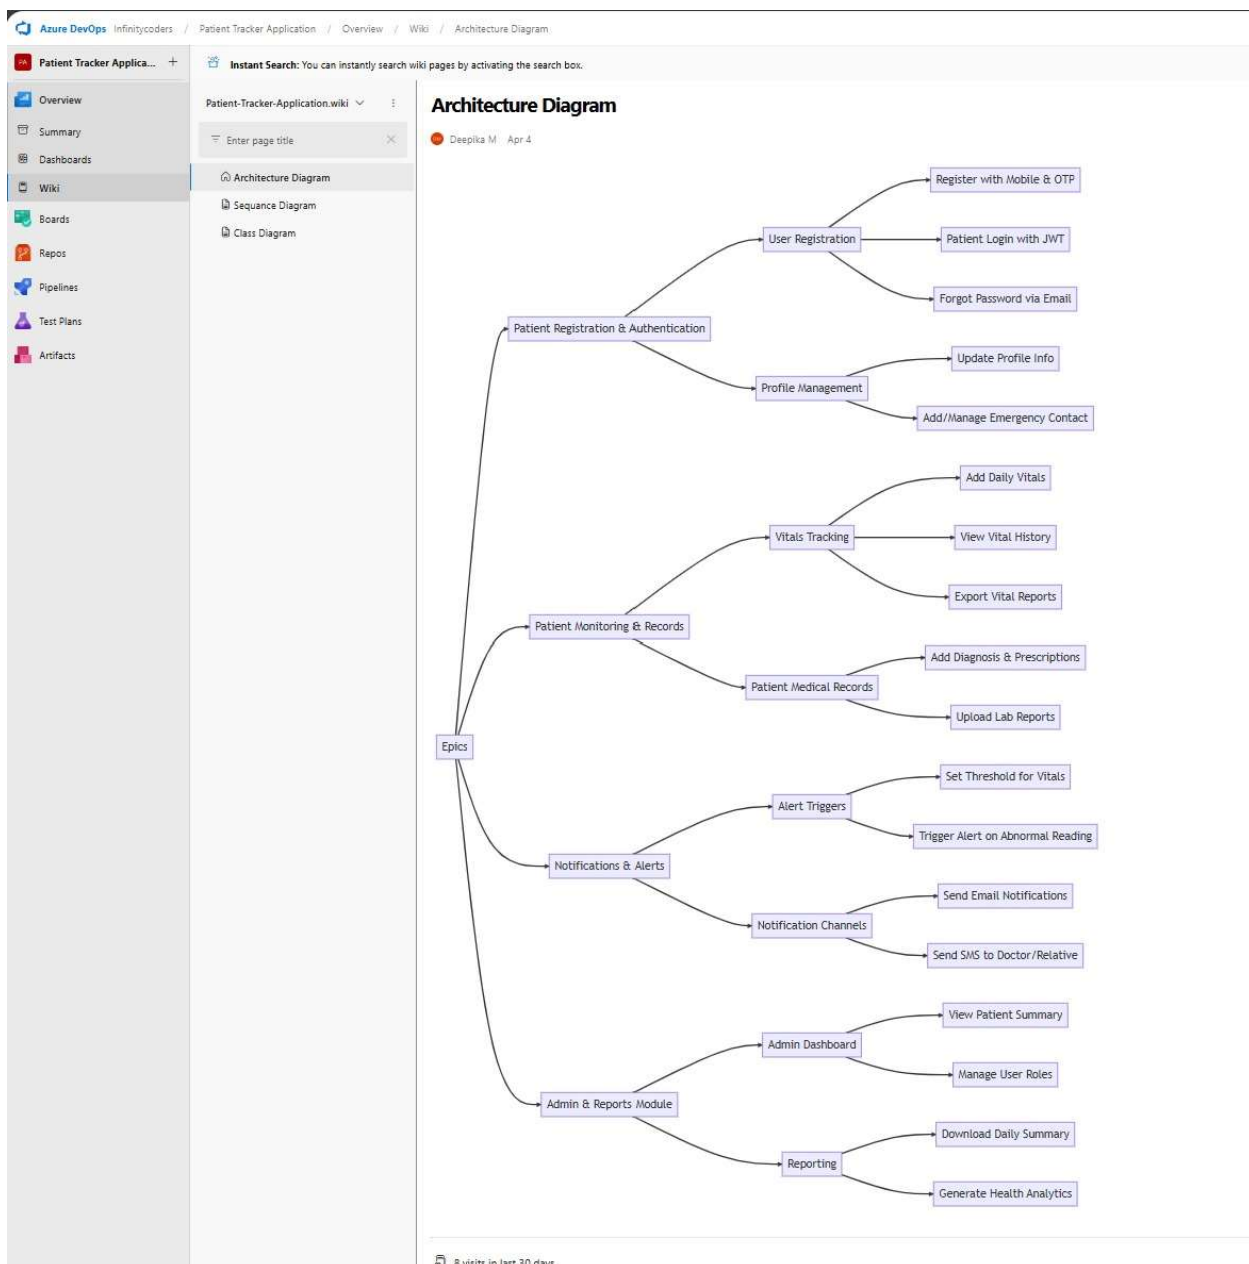 Azure DevOps Infinitycoders / Patient Tracker Application / Overview / Wiki / Architecture Diagram
PA Patient Tracker Applica... +
Instant Search: You can instantly search wiki pages by activating the search box.
Overview
Summary
Dashboards
Wiki
Boards
Repos
Pipelines
Test Plans
Artifacts
Patient-Tracker-Application.wiki
Enter page title
Architecture Diagram
Sequance Diagram
Class Diagram
Architecture Diagram
Deepika M Apr 4
Epics
Patient Registration & Authentication
User Registration
Register with Mobile & OTP
Patient Login with JWT
Forgot Password via Email
Profile Management
Update Profile Info
Add/Manage Emergency Contact
Patient Monitoring & Records
Vitals Tracking
Add Daily Vitals
View Vital History
Export Vital Reports
Patient Medical Records
Add Diagnosis & Prescriptions
Upload Lab Reports
Notifications & Alerts
Alert Triggers
Set Threshold for Vitals
Trigger Alert on Abnormal Reading
Notification Channels
Send Email Notifications
Send SMS to Doctor/Relative
Admin & Reports Module
Admin Dashboard
View Patient Summary
Manage User Roles
Reporting
Download Daily Summary
Generate Health Analytics
8 visits in last 30 days